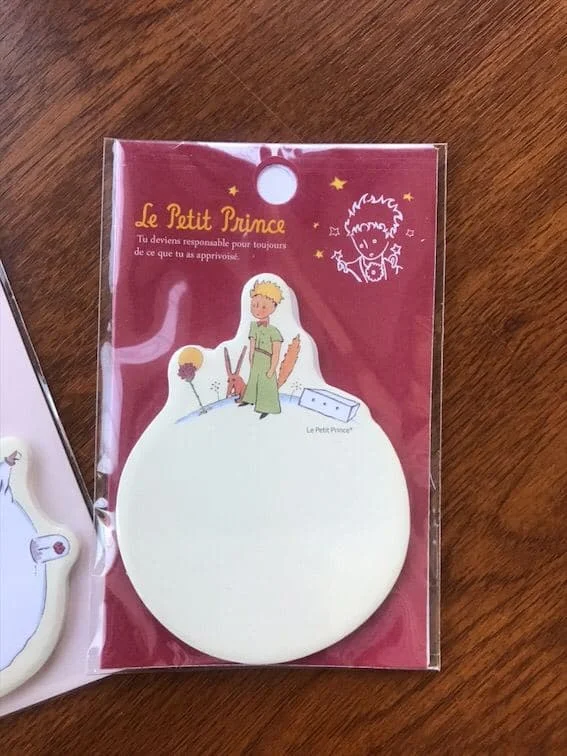 Le Petit Prince
Tu deviens responsable pour toujours
de ce que tu as apprivoisé.
Le Petit Prince®